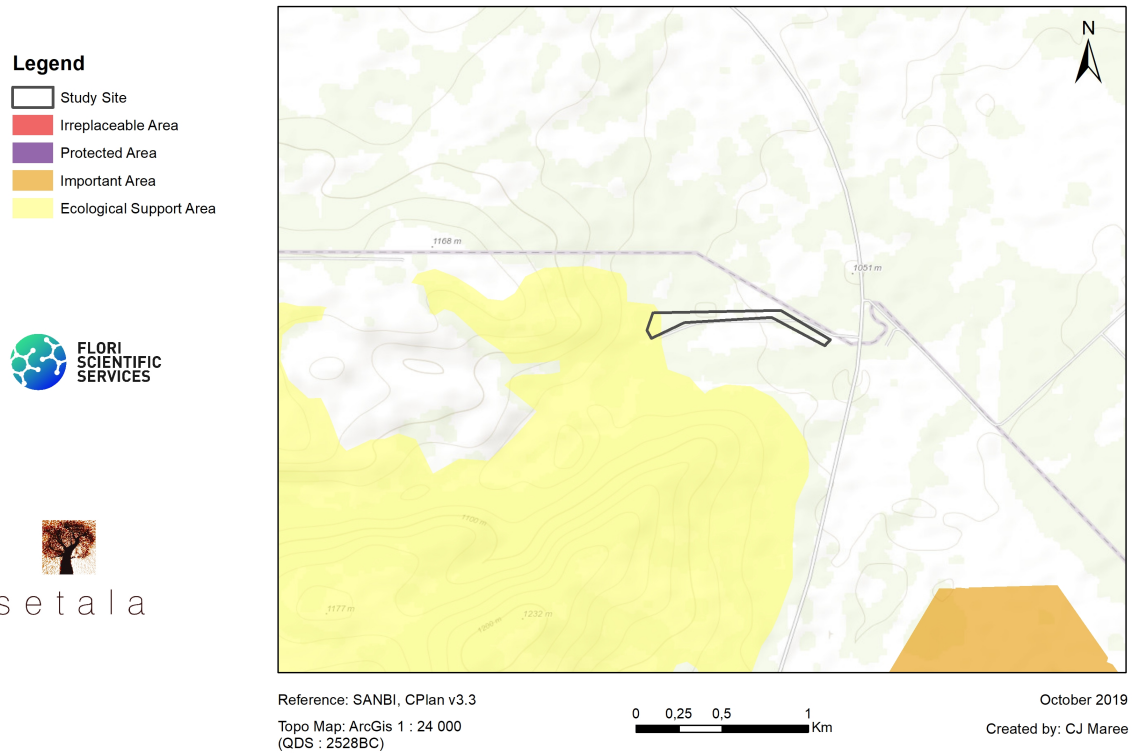 Legend
Study Site
Irreplaceable Area
Protected Area
Important Area
Ecological Support Area
FLORI
SCIENTIFIC
SERVICES
setala
N
1168 m
1051 m
1100 m
1177 m
1200 m
1232 m
Reference: SANBI, CPlan v3.3
Topo Map: ArcGis 1 : 24 000
(QDS : 2528BC)
0 0,25 0,5 1
Km
October 2019
Created by: CJ Maree